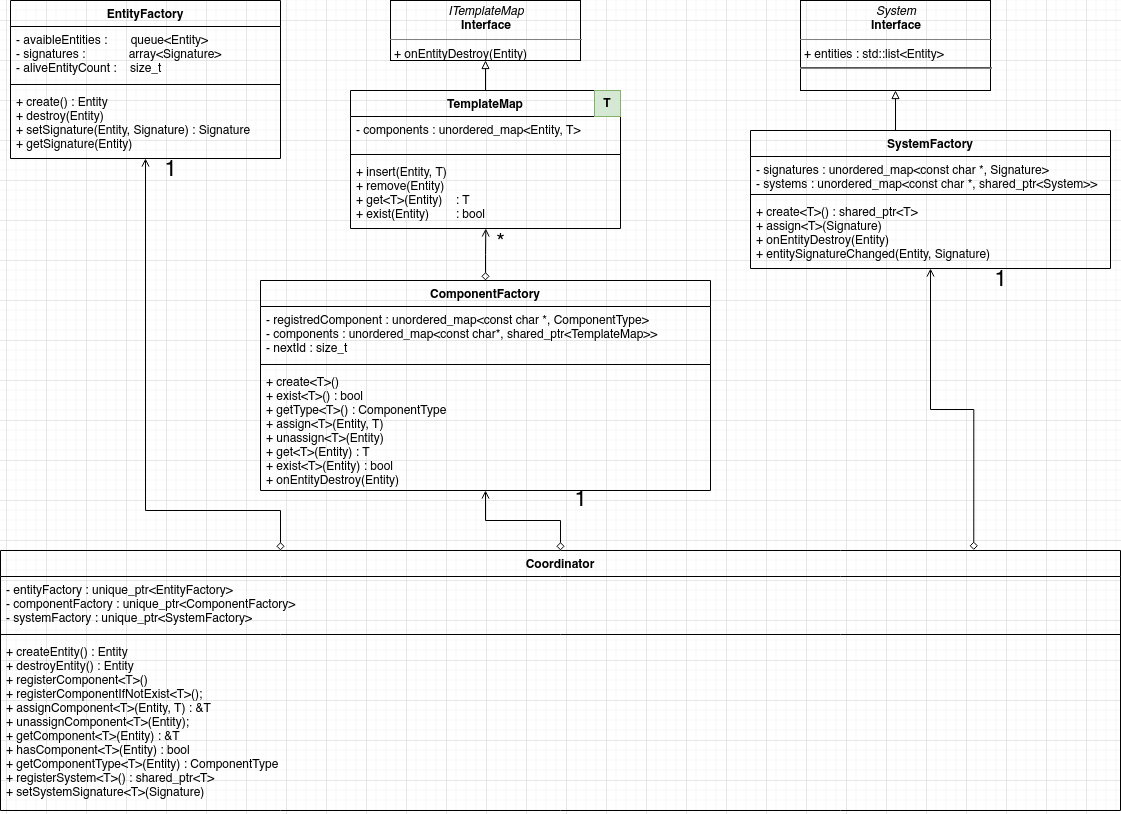 EntityFactory
- avaibleEntities : queue<Entity>
- signatures : array<Signature>
- aliveEntityCount : size_t
+ create() : Entity
+ destroy(Entity)
+ setSignature(Entity, Signature) : Signature
+ getSignature(Entity)
1
ITemplateMap
Interface
+ onEntityDestroy(Entity)
TemplateMap
T
- components : unordered_map<Entity, T>
+ insert(Entity, T)
+ remove(Entity)
+ get<T>(Entity) : T
+ exist(Entity) : bool
*
System
Interface
+ entities : std::list<Entity>
SystemFactory
- signatures : unordered_map<const char *, Signature>
- systems : unordered_map<const char *, shared_ptr<System>>
+ create<T>() : shared_ptr<T>
+ assign<T>(Signature)
+ onEntityDestroy(Entity)
+ entitySignatureChanged(Entity, Signature)
1
ComponentFactory
- registredComponent : unordered_map<const char *, ComponentType>
- components : unordered_map<const char*, shared_ptr<TemplateMap>>
- nextId : size_t
+ create<T>()
+ exist<T>() : bool
+ getType<T>() : ComponentType
+ assign<T>(Entity, T)
+ unassign<T>(Entity)
+ get<T>(Entity) : T
+ exist<T>(Entity) : bool
+ onEntityDestroy(Entity)
1
Coordinator
- entityFactory : unique_ptr<EntityFactory>
- componentFactory : unique_ptr<ComponentFactory>
- systemFactory : unique_ptr<SystemFactory>
+ createEntity() : Entity
+ destroyEntity() : Entity
+ registerComponent<T>()
+ registerComponentIfNotExist<T>();
+ assignComponent<T>(Entity, T) : &T
+ unassignComponent<T>(Entity);
+ getComponent<T>(Entity) : &T
+ hasComponent<T>(Entity) : bool
+ getComponentType<T>(Entity) : ComponentType
+ registerSystem<T>() : shared_ptr<T>
+ setSystemSignature<T>(Signature)